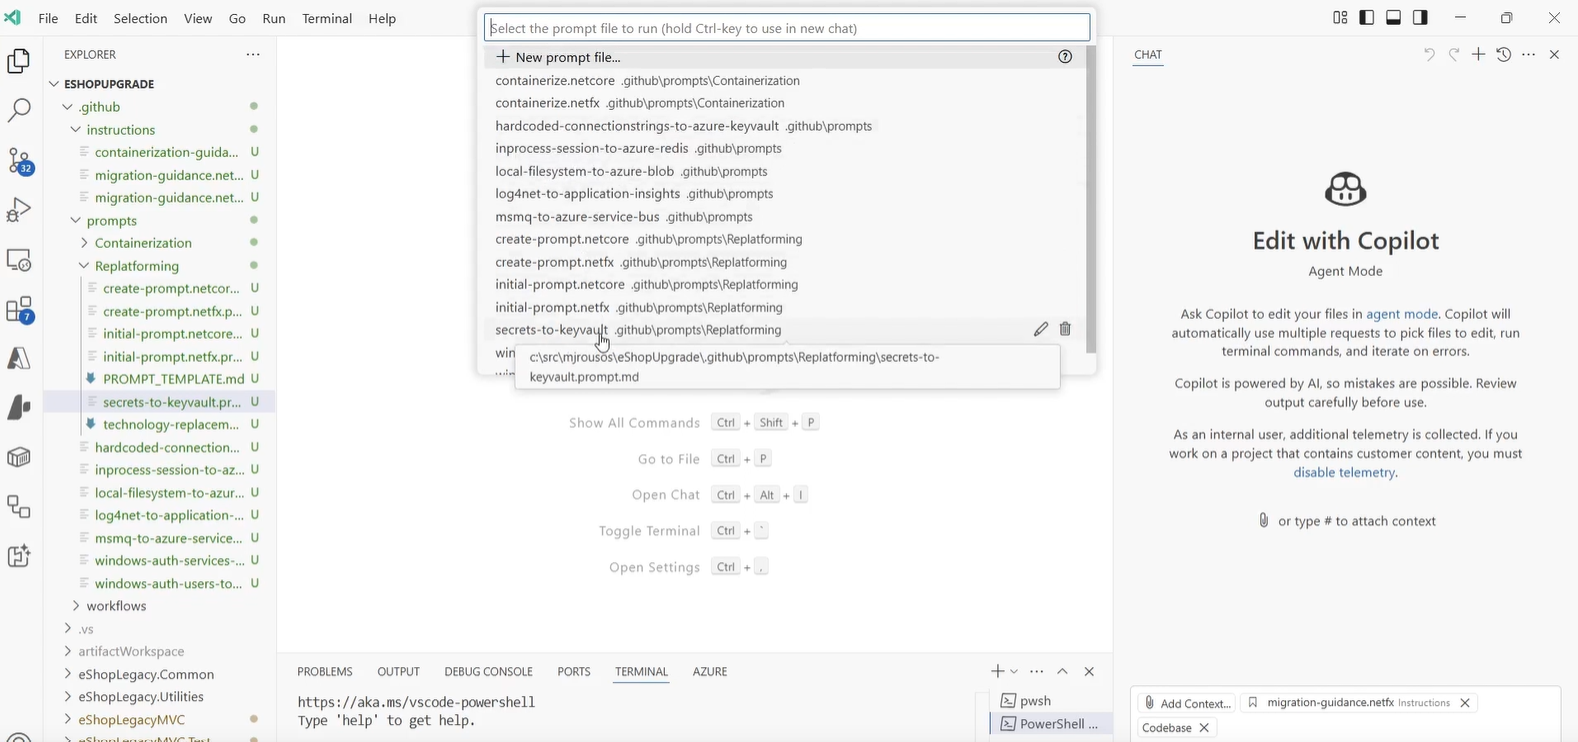 File Edit Selection View Go Run Terminal Help
Select the prompt file to run (hold Ctrl-key to use in new chat)
New prompt file...
containerize.netcore .github\prompts\Containerization
containerize.netfx .github\prompts\Containerization
hardcoded-connectionstrings-to-azure-keyvault .github\prompts
inprocess-session-to-azure-redis .github\prompts
local-filesystem-to-azure-blob .github\prompts
log4net-to-application-insights .github\prompts
msmq-to-azure-service-bus .github\prompts
create-prompt.netcore .github\prompts\Replatforming
create-prompt.netfx .github\prompts\Replatforming
initial-prompt.netcore .github\prompts\Replatforming
initial-prompt.netfx .github\prompts\Replatforming
secrets-to-keyvault .github\prompts\Replatforming
c:\src\mjrousos\eShopUpgrade\.github\prompts\Replatforming\secrets-to-
keyvault.prompt.md
32
7
EXPLORER ...
ESHOPUPGRADE
.github
instructions
containerization-guida... U
migration-guidance.net... U
migration-guidance.net... U
prompts
Containerization
Replatforming
create-prompt.netcor... U
create-prompt.netfx.p... U
initial-prompt.netcore... U
initial-prompt.netfx.pr... U
PROMPT_TEMPLATE.md U
secrets-to-keyvault.pr... U
technology-replacem... U
hardcoded-connection... U
inprocess-session-to-az... U
local-filesystem-to-azur... U
log4net-to-application-... U
msmq-to-azure-service... U
windows-auth-services-... U
windows-auth-users-to... U
workflows
.vs
artifactWorkspace
eShopLegacy.Common
eShopLegacy.Utilities
eShopLegacyMVC
Show All Commands Ctrl + Shift + P
Go to File Ctrl + P
Open Chat Ctrl + Alt + I
Toggle Terminal Ctrl + `
Open Settings Ctrl + ,
PROBLEMS OUTPUT DEBUG CONSOLE PORTS TERMINAL AZURE
https://aka.ms/vscode-powershell
Type 'help' to get help.
pwsh
PowerShell ...
CHAT
Edit with Copilot
Agent Mode
Ask Copilot to edit your files in agent mode. Copilot will
automatically use multiple requests to pick files to edit, run
terminal commands, and iterate on errors.
Copilot is powered by AI, so mistakes are possible. Review
output carefully before use.
As an internal user, additional telemetry is collected. If you
work on a project that contains customer content, you must
disable telemetry.
or type # to attach context
Add Context... migration-guidance.netfx Instructions
Codebase